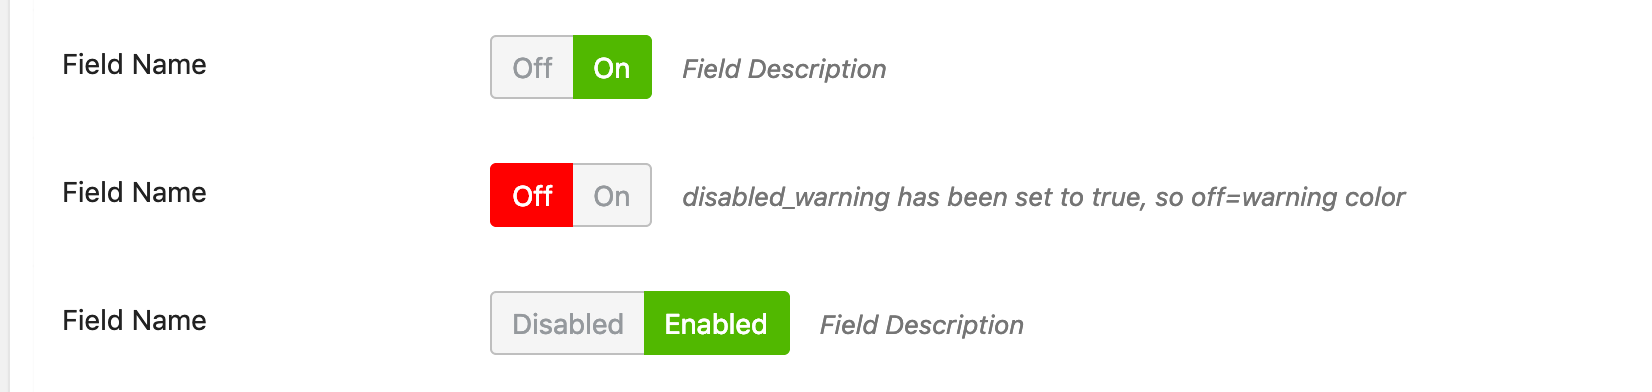 Field Name Off On Field Description
Field Name Off On disabled_warning has been set to true, so off=warning color
Field Name Disabled Enabled Field Description